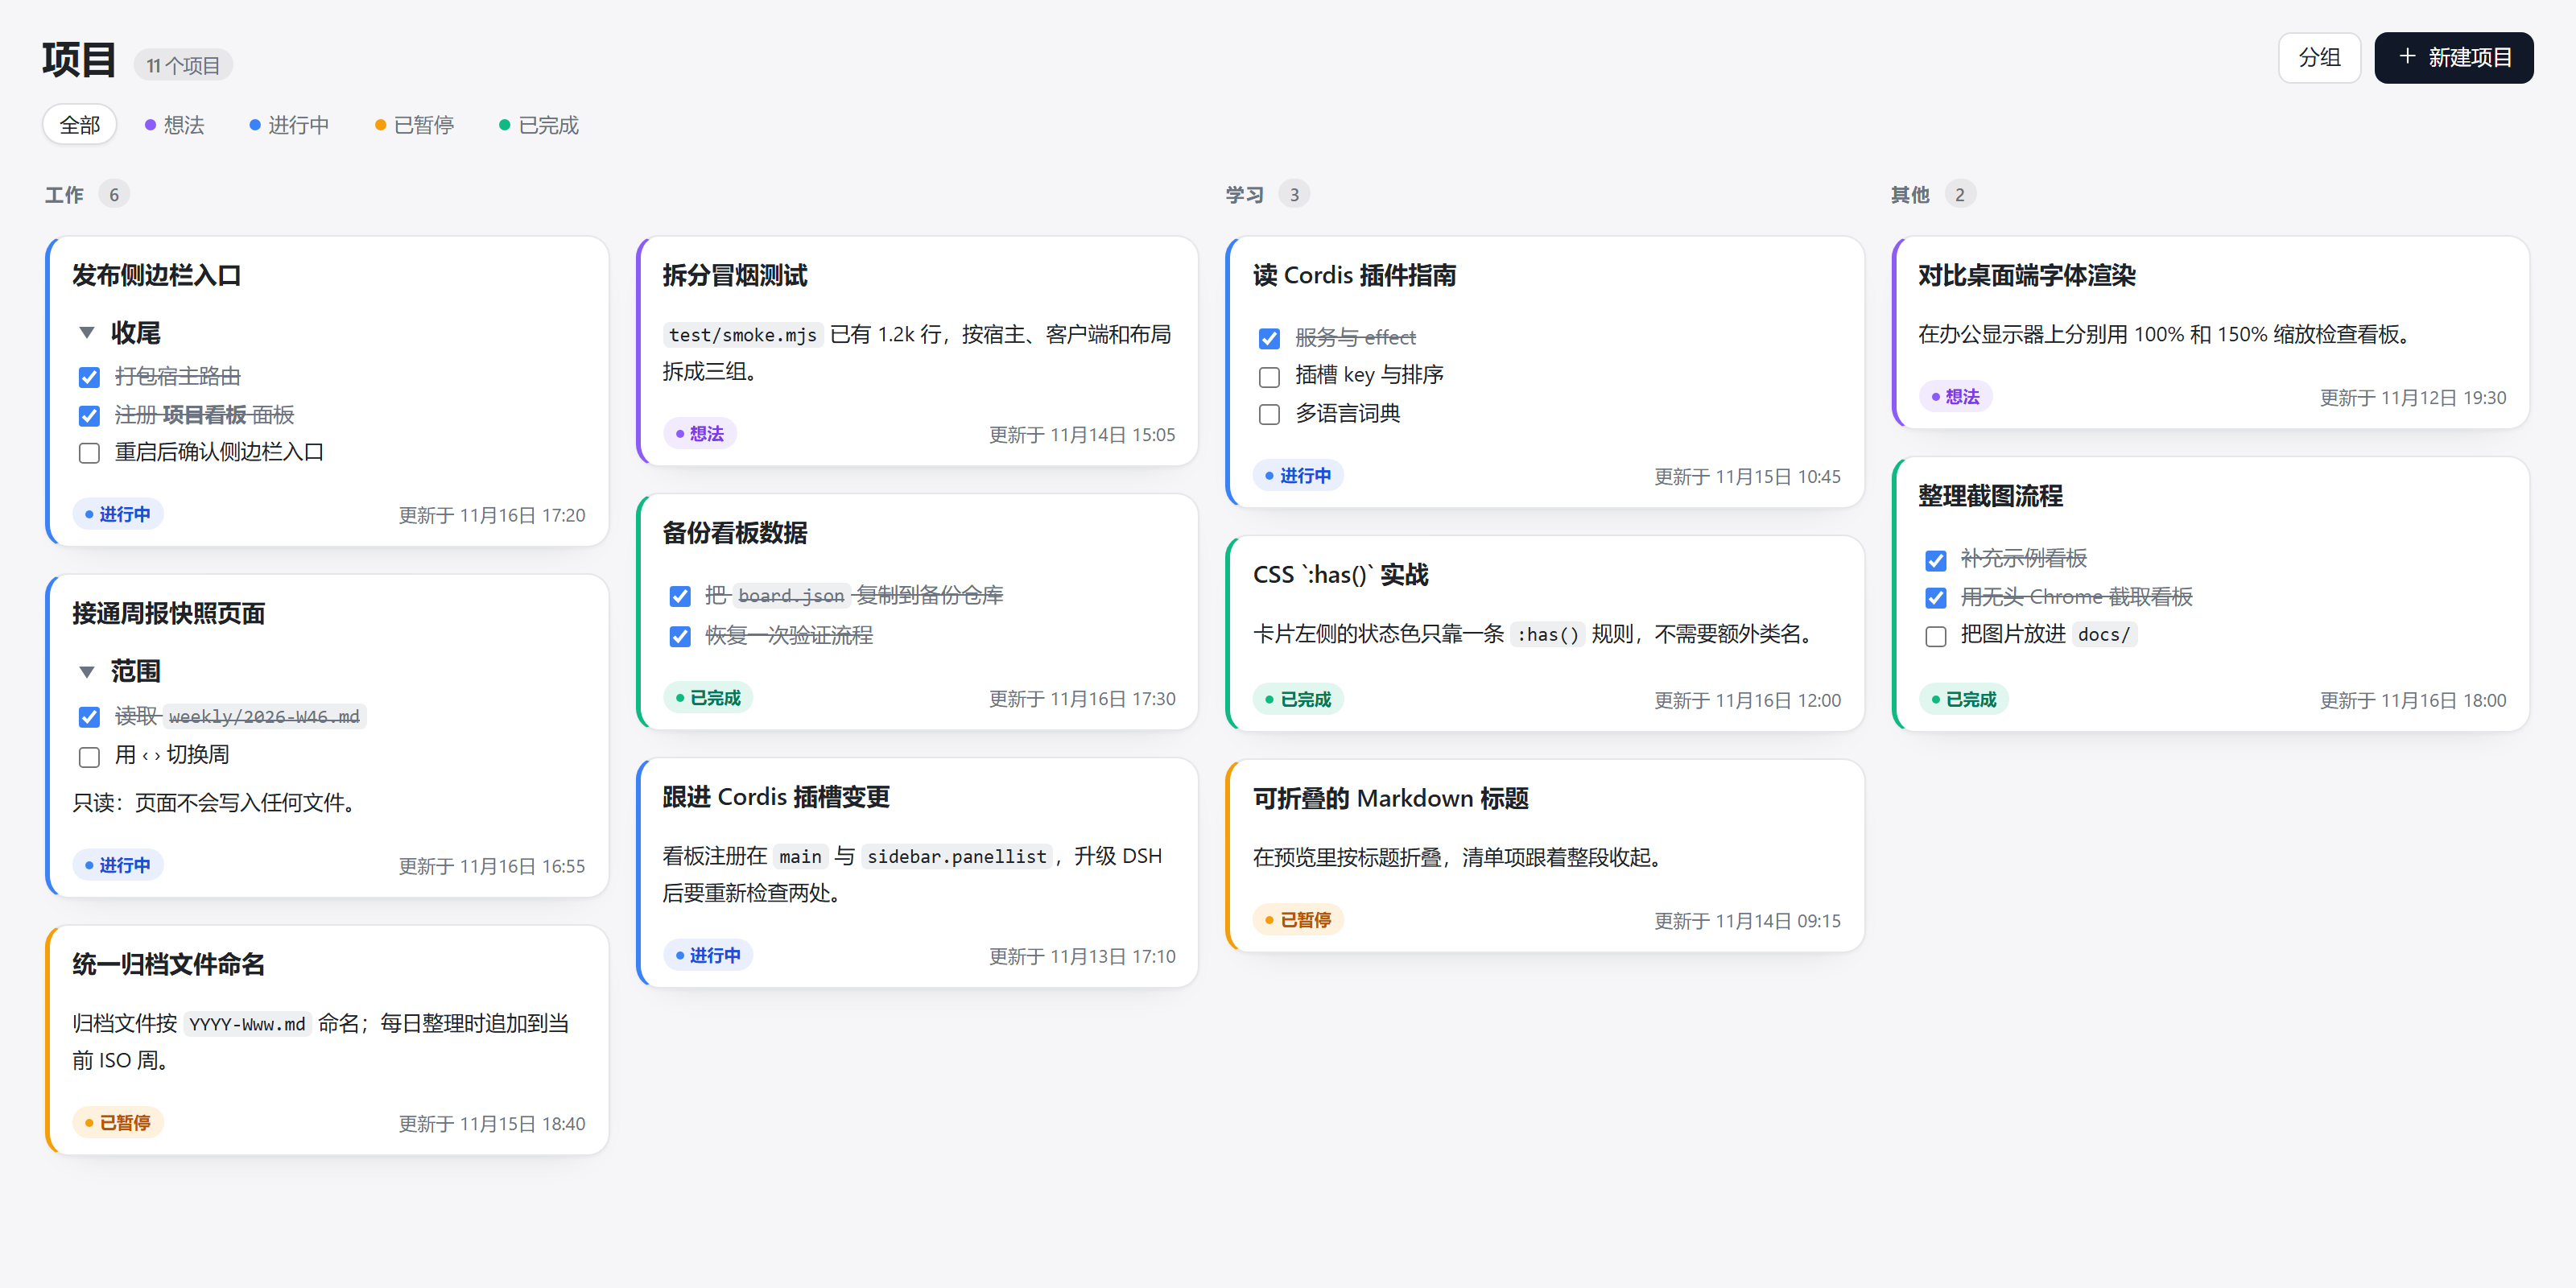 项目 11 个项目
分组
+ 新建项目
全部 想法 进行中 已暂停 已完成
工作 6
发布侧边栏入口
收尾
打包宿主路由
注册 项目看板 面板
重启后确认侧边栏入口
进行中 更新于 11月16日 17:20
接通周报快照页面
范围
读取 weekly/2026-W46.md
用 ‹ › 切换周
只读：页面不会写入任何文件。
进行中 更新于 11月16日 16:55
统一归档文件命名
归档文件按 YYYY-Www.md 命名；每日整理时追加到当
前 ISO 周。
已暂停 更新于 11月15日 18:40
拆分冒烟测试
test/smoke.mjs 已有 1.2k 行，按宿主、客户端和布局
拆成三组。
想法 更新于 11月14日 15:05
备份看板数据
把 board.json 复制到备份仓库
恢复一次验证流程
已完成 更新于 11月16日 17:30
跟进 Cordis 插槽变更
看板注册在 main 与 sidebar.panellist，升级 DSH
后要重新检查两处。
进行中 更新于 11月13日 17:10
学习 3
读 Cordis 插件指南
服务与 effect
插槽 key 与排序
多语言词典
进行中 更新于 11月15日 10:45
CSS `:has()` 实战
卡片左侧的状态色只靠一条 :has() 规则，不需要额外类名。
已完成 更新于 11月16日 12:00
可折叠的 Markdown 标题
在预览里按标题折叠，清单项跟着整段收起。
已暂停 更新于 11月14日 09:15
其他 2
对比桌面端字体渲染
在办公显示器上分别用 100% 和 150% 缩放检查看板。
想法 更新于 11月12日 19:30
整理截图流程
补充示例看板
用无头 Chrome 截取看板
把图片放进 docs/
已完成 更新于 11月16日 18:00